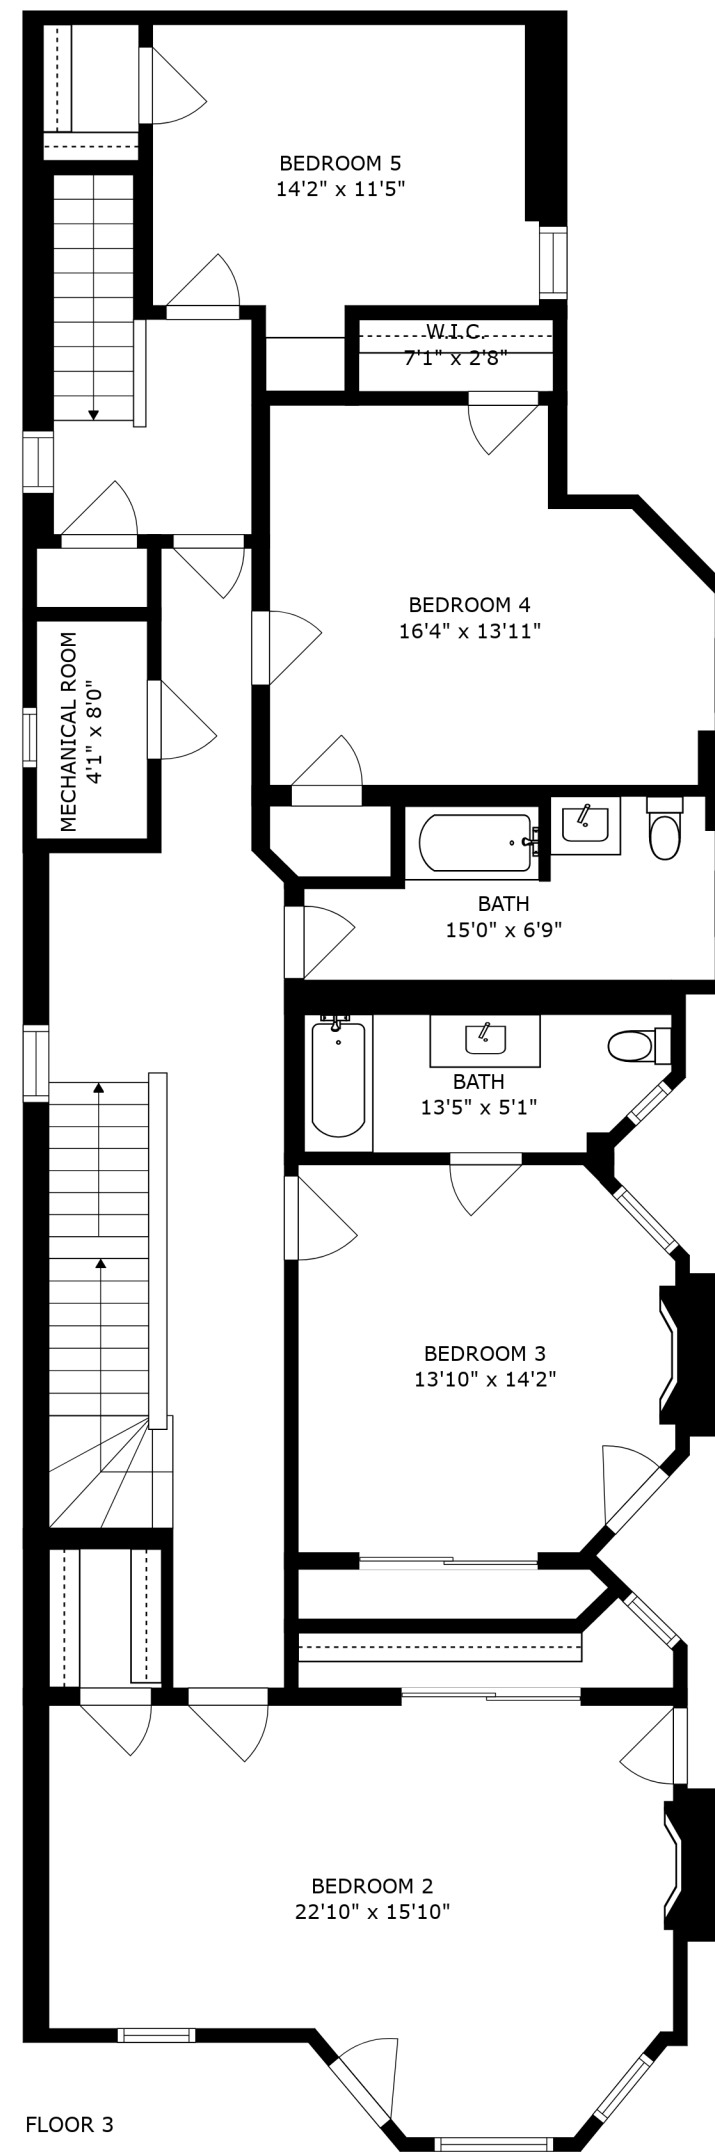 BEDROOM 5
14'2" x 11'5"
W.I.C.
7'1" x 2'8"
BEDROOM 4
16'4" x 13'11"
MECHANICAL ROOM
4'1" x 8'0"
BATH
15'0" x 6'9"
BATH
13'5" x 5'1"
BEDROOM 3
13'10" x 14'2"
BEDROOM 2
22'10" x 15'10"
FLOOR 3